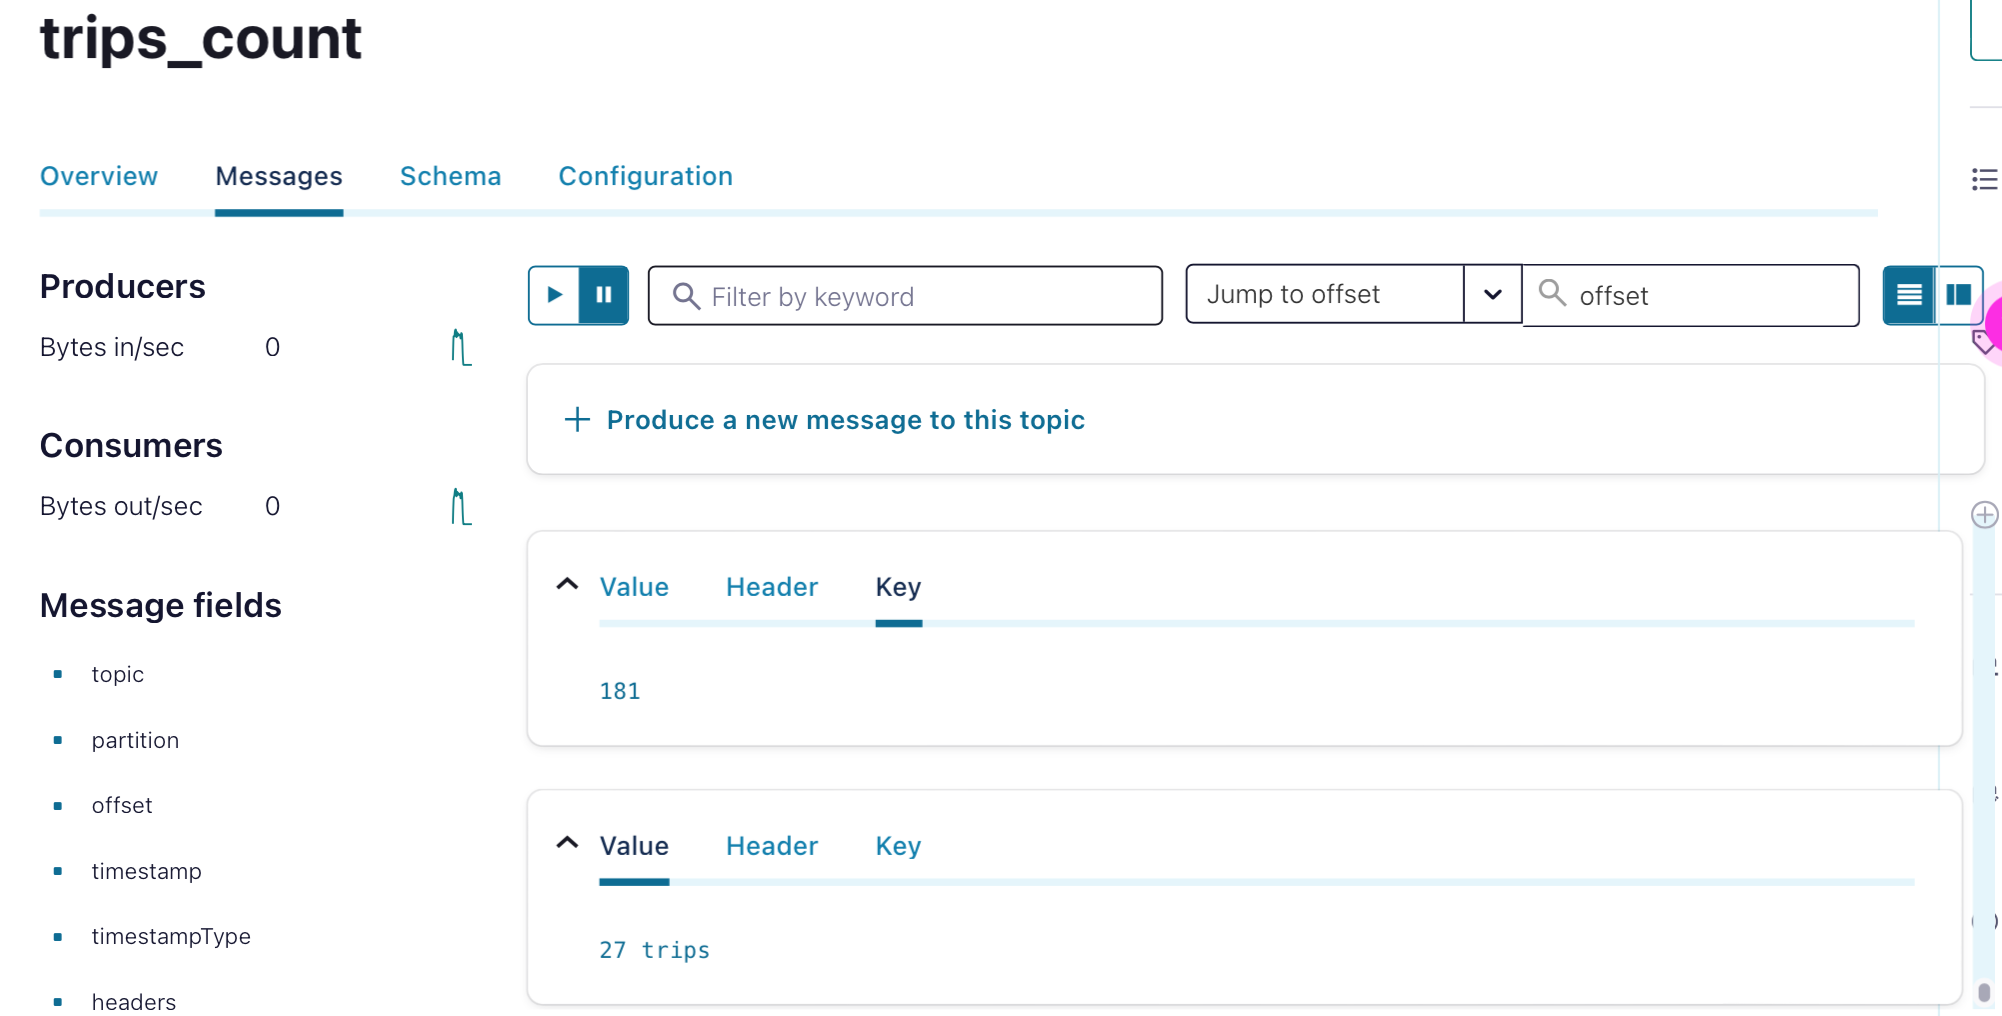 trips_count
Overview Messages Schema Configuration
Producers
Bytes in/sec 0
Consumers
Bytes out/sec 0
Message fields
topic
partition
offset
timestamp
timestampType
headers
Filter by keyword
Jump to offset
offset
Produce a new message to this topic
Value Header Key
181
Value Header Key
27 trips